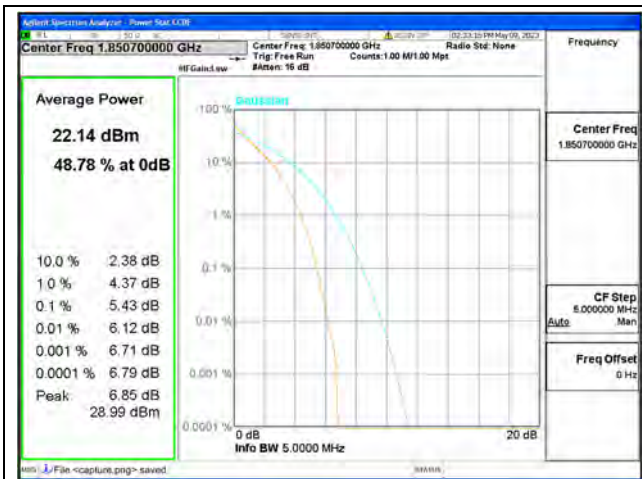 Agilent Spectrum Analyzer - Power Stat CCDF
Center Freq 1.850700000 GHz
Center Freq: 1.850700000 GHz
Trig: Free Run
Counts:1.00 M/1.00 Mpt
#IFGain:Low
#Atten: 16 dB
02:33:15 PM May 09, 2023
Radio Std: None
Frequency
Average Power
22.14 dBm
48.78 % at 0dB
10.0 % 2.38 dB
1.0 % 4.37 dB
0.1 % 5.43 dB
0.01 % 6.12 dB
0.001 % 6.71 dB
0.0001 % 6.79 dB
Peak 6.85 dB
28.99 dBm
Gaussian
100 %
10 %
1 %
0.1 %
0.01 %
0.001 %
0.0001 %
0 dB
20 dB
Info BW 5.0000 MHz
Center Freq
1.850700000 GHz
CF Step
5.000000 MHz
Auto Man
Freq Offset
0 Hz
MSG File <capture.png> saved
STATUS